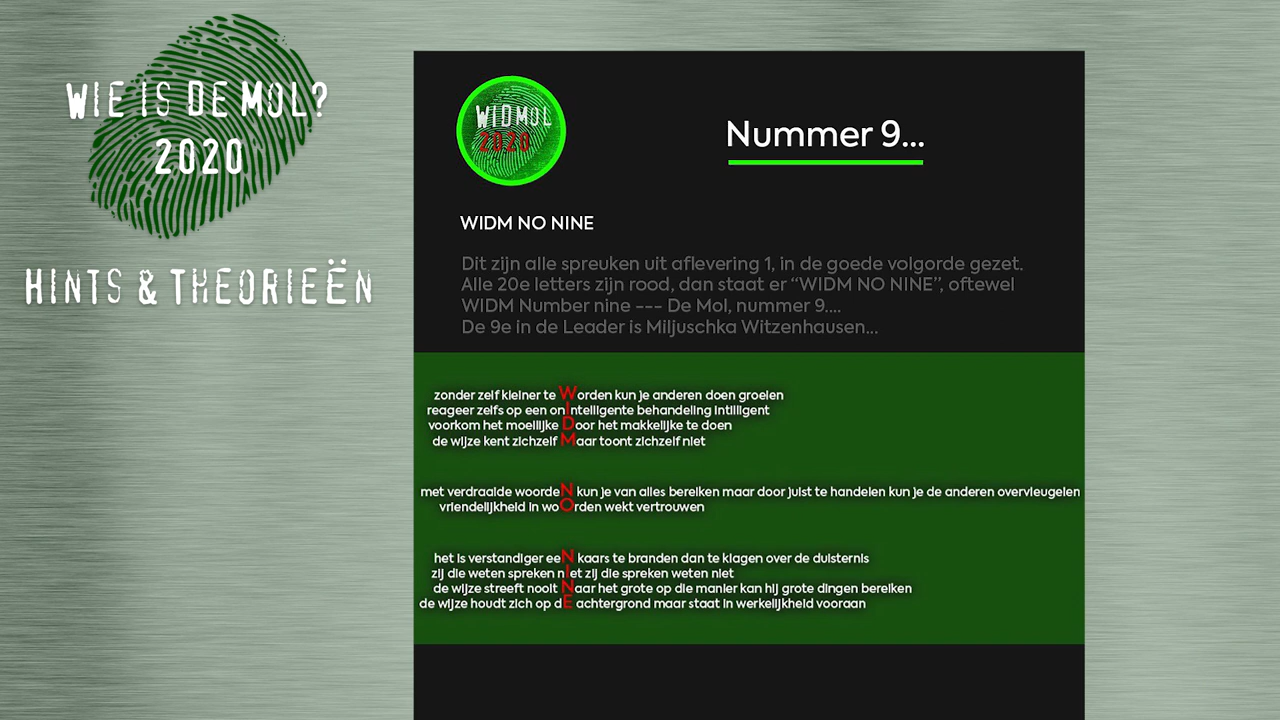 WIE IS DE MOL?
2020
HINTS & THEORIEËN
WIDMOL
2020
Nummer 9...
WIDM NO NINE
Dit zijn alle spreuken uit aflevering 1, in de goede volgorde gezet.
Alle 20e letters zijn rood, dan staat er “WIDM NO NINE”, oftewel
WIDM Number nine --- De Mol, nummer 9....
De 9e in de Leader is Miljuschka Witzenhausen...
zonder zelf kleiner te Worden kun je anderen doen groeien
reageer zelfs op een onIntelligente behandeling intilligent
voorkom het moeilijke Door het makkelijke te doen
de wijze kent zichzelf Maar toont zichzelf niet
met verdraaide woordeN kun je van alles bereiken maar door juist te handelen kun je de anderen overvleugelen
vriendelijkheid in woOrden wekt vertrouwen
het is verstandiger eeN kaars te branden dan te klagen over de duisternis
zij die weten spreken nIet zij die spreken weten niet
de wijze streeft nooit Naar het grote op die manier kan hij grote dingen bereiken
de wijze houdt zich op dE achtergrond maar staat in werkelijkheid vooraan